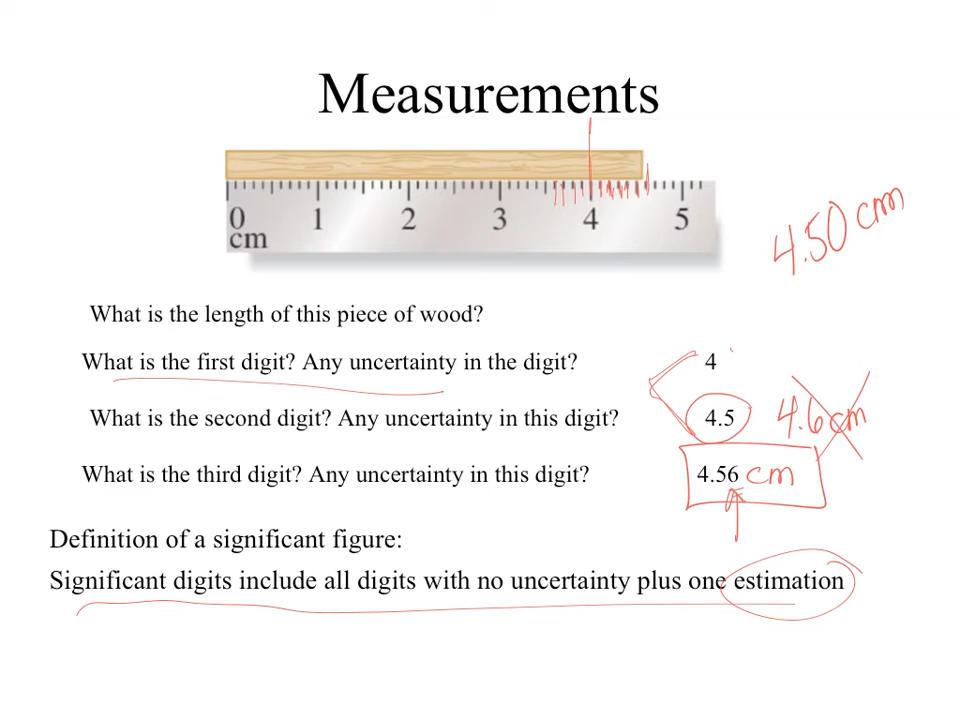 Measurements
0 1 2 3 4 5
cm
4.50 cm
What is the length of this piece of wood?
What is the first digit? Any uncertainty in the digit? 4
What is the second digit? Any uncertainty in this digit? 4.5 4.6 cm
What is the third digit? Any uncertainty in this digit? 4.56 cm
Definition of a significant figure:
Significant digits include all digits with no uncertainty plus one estimation